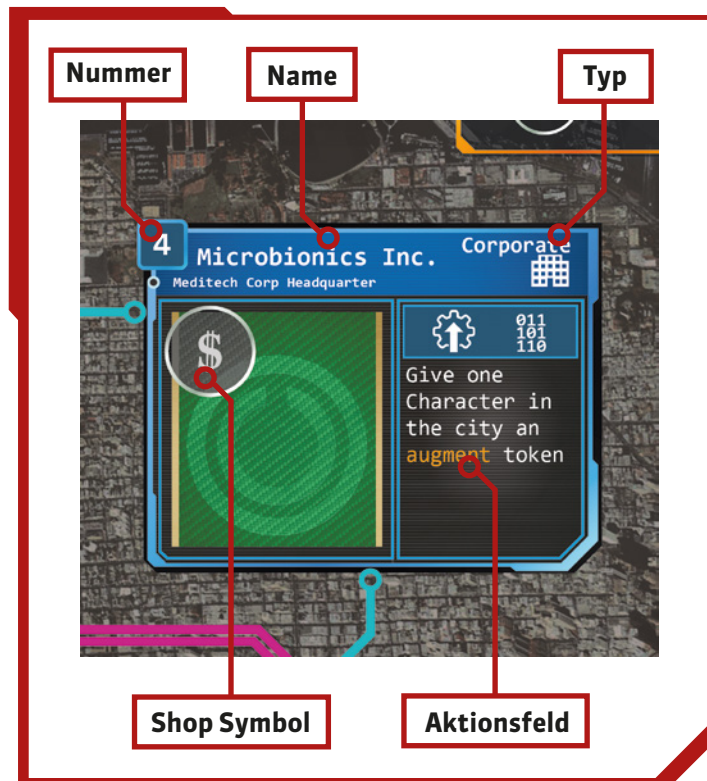 Nummer
Name
Typ
4
Microbionics Inc.
Corporate
Meditech Corp Headquarter
$
011
101
110
Give one
Character in
the city an
augment token
Shop Symbol
Aktionsfeld